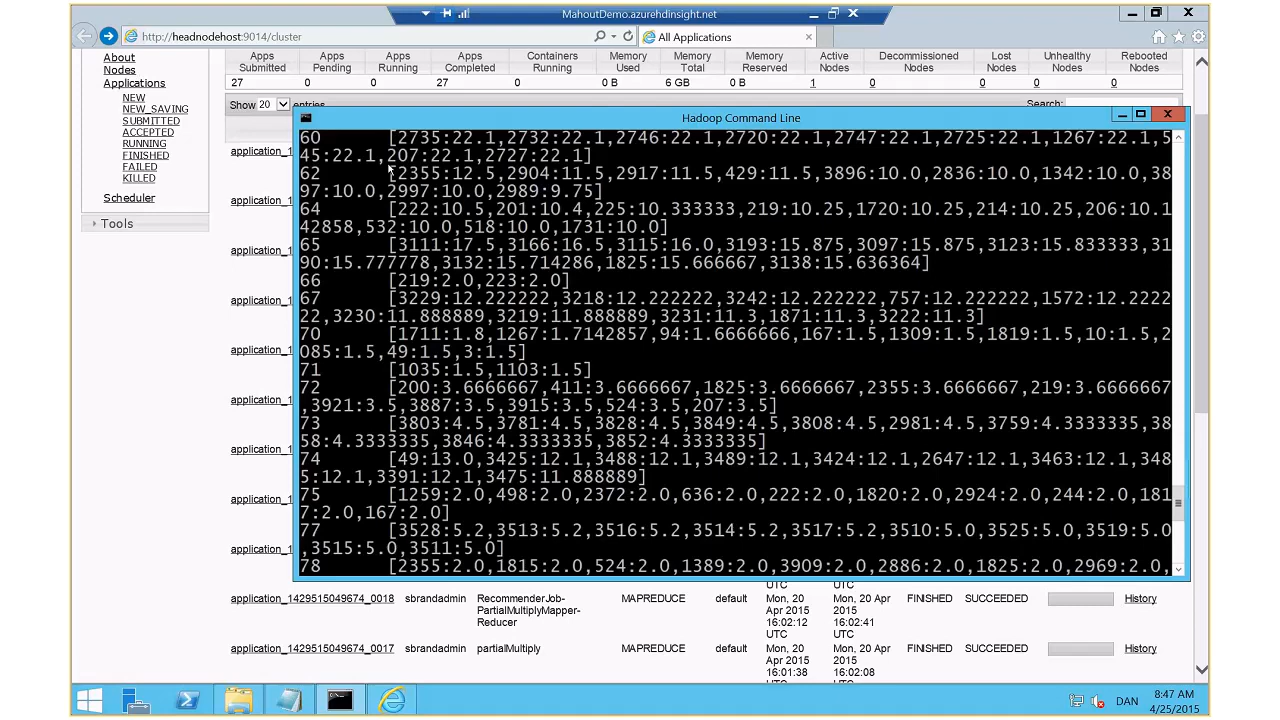 MahoutDemo.azurehdinsight.net
http://headnodehost:9014/cluster
All Applications
About
Nodes
Applications
NEW
NEW_SAVING
SUBMITTED
ACCEPTED
RUNNING
FINISHED
FAILED
KILLED
Scheduler
Tools
Apps Submitted Apps Pending Apps Running Apps Completed Containers Running Memory Used Memory Total Memory Reserved Active Nodes Decommissioned Nodes Lost Nodes Unhealthy Nodes Rebooted Nodes
27 0 0 27 0 0 B 6 GB 0 B 1 0 0 0 0
Show 20 entries Search:
application_1
application_1
application_1
application_1
application_1
application_1
application_1
application_1
application_1
Hadoop Command Line
60 [2735:22.1,2732:22.1,2746:22.1,2720:22.1,2747:22.1,2725:22.1,1267:22.1,5
45:22.1,207:22.1,2727:22.1]
62 [2355:12.5,2904:11.5,2917:11.5,429:11.5,3896:10.0,2836:10.0,1342:10.0,38
97:10.0,2997:10.0,2989:9.75]
64 [222:10.5,201:10.4,225:10.333333,219:10.25,1720:10.25,214:10.25,206:10.1
42858,532:10.0,518:10.0,1731:10.0]
65 [3111:17.5,3166:16.5,3115:16.0,3193:15.875,3097:15.875,3123:15.833333,31
90:15.777778,3132:15.714286,1825:15.666667,3138:15.636364]
66 [219:2.0,223:2.0]
67 [3229:12.222222,3218:12.222222,3242:12.222222,757:12.222222,1572:12.2222
22,3230:11.888889,3219:11.888889,3231:11.3,1871:11.3,3222:11.3]
70 [1711:1.8,1267:1.7142857,94:1.6666666,167:1.5,1309:1.5,1819:1.5,10:1.5,2
085:1.5,49:1.5,3:1.5]
71 [1035:1.5,1103:1.5]
72 [200:3.6666667,411:3.6666667,1825:3.6666667,2355:3.6666667,219:3.6666667
,3921:3.5,3887:3.5,3915:3.5,524:3.5,207:3.5]
73 [3803:4.5,3781:4.5,3828:4.5,3849:4.5,3808:4.5,2981:4.5,3759:4.3333335,38
58:4.3333335,3846:4.3333335,3852:4.3333335]
74 [49:13.0,3425:12.1,3488:12.1,3489:12.1,3424:12.1,2647:12.1,3463:12.1,348
5:12.1,3391:12.1,3475:11.888889]
75 [1259:2.0,498:2.0,2372:2.0,636:2.0,222:2.0,1820:2.0,2924:2.0,244:2.0,181
7:2.0,167:2.0]
77 [3528:5.2,3513:5.2,3516:5.2,3514:5.2,3517:5.2,3510:5.0,3525:5.0,3519:5.0
,3515:5.0,3511:5.0]
78 [2355:2.0,1815:2.0,524:2.0,1389:2.0,3909:2.0,2886:2.0,1825:2.0,2969:2.0,
UTC UTC
application_1429515049674_0018 sbrandadmin RecommenderJob- MAPREDUCE default Mon, 20 Mon, 20 Apr FINISHED SUCCEEDED History
PartialMultiplyMapper- Apr 2015 2015
Reducer 16:02:12 16:02:41
UTC UTC
application_1429515049674_0017 sbrandadmin partialMultiply MAPREDUCE default Mon, 20 Mon, 20 Apr FINISHED SUCCEEDED History
Apr 2015 2015
16:01:38 16:02:08
DAN
8:47 AM
4/25/2015